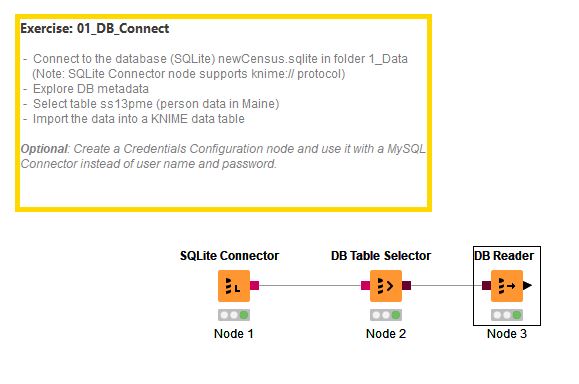 Exercise: 01_DB_Connect
- Connect to the database (SQLite) newCensus.sqlite in folder 1_Data
(Note: SQLite Connector node supports knime:// protocol)
- Explore DB metadata
- Select table ss13pme (person data in Maine)
- Import the data into a KNIME data table
Optional: Create a Credentials Configuration node and use it with a MySQL
Connector instead of user name and password.
SQLite Connector DB Table Selector DB Reader
L
Node 1 Node 2 Node 3